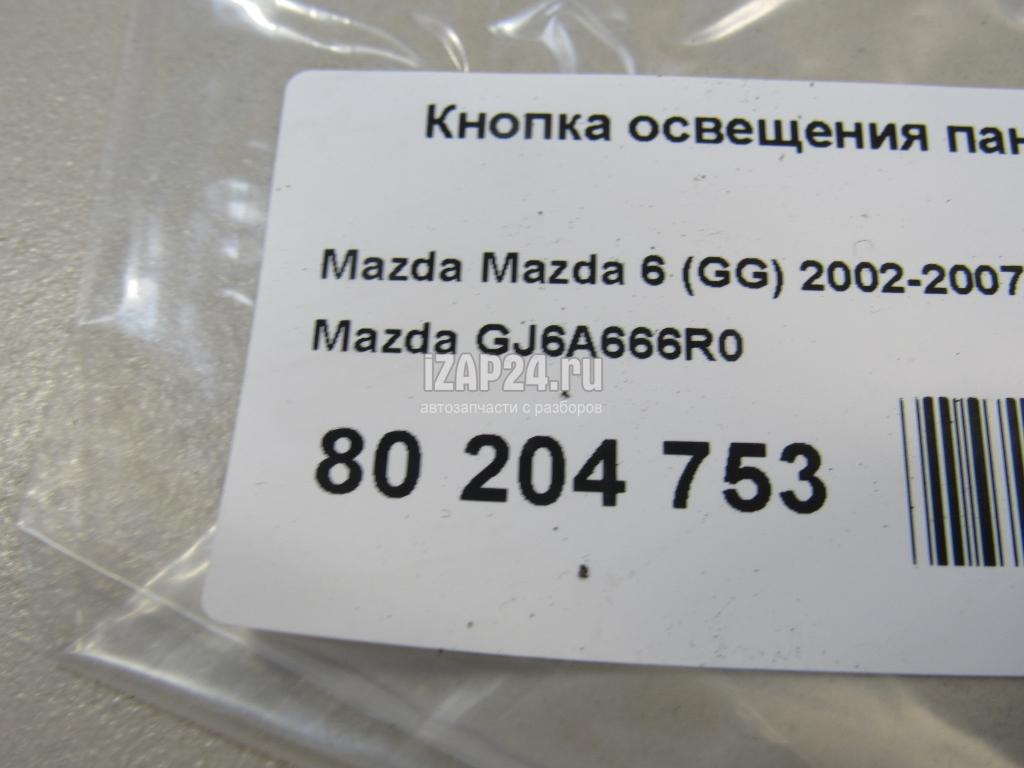 Кнопка освещения пан
Mazda Mazda 6 (GG) 2002-2007
Mazda GJ6A666R0
iZAP24.ru
автозапчасти с разборов
80 204 753